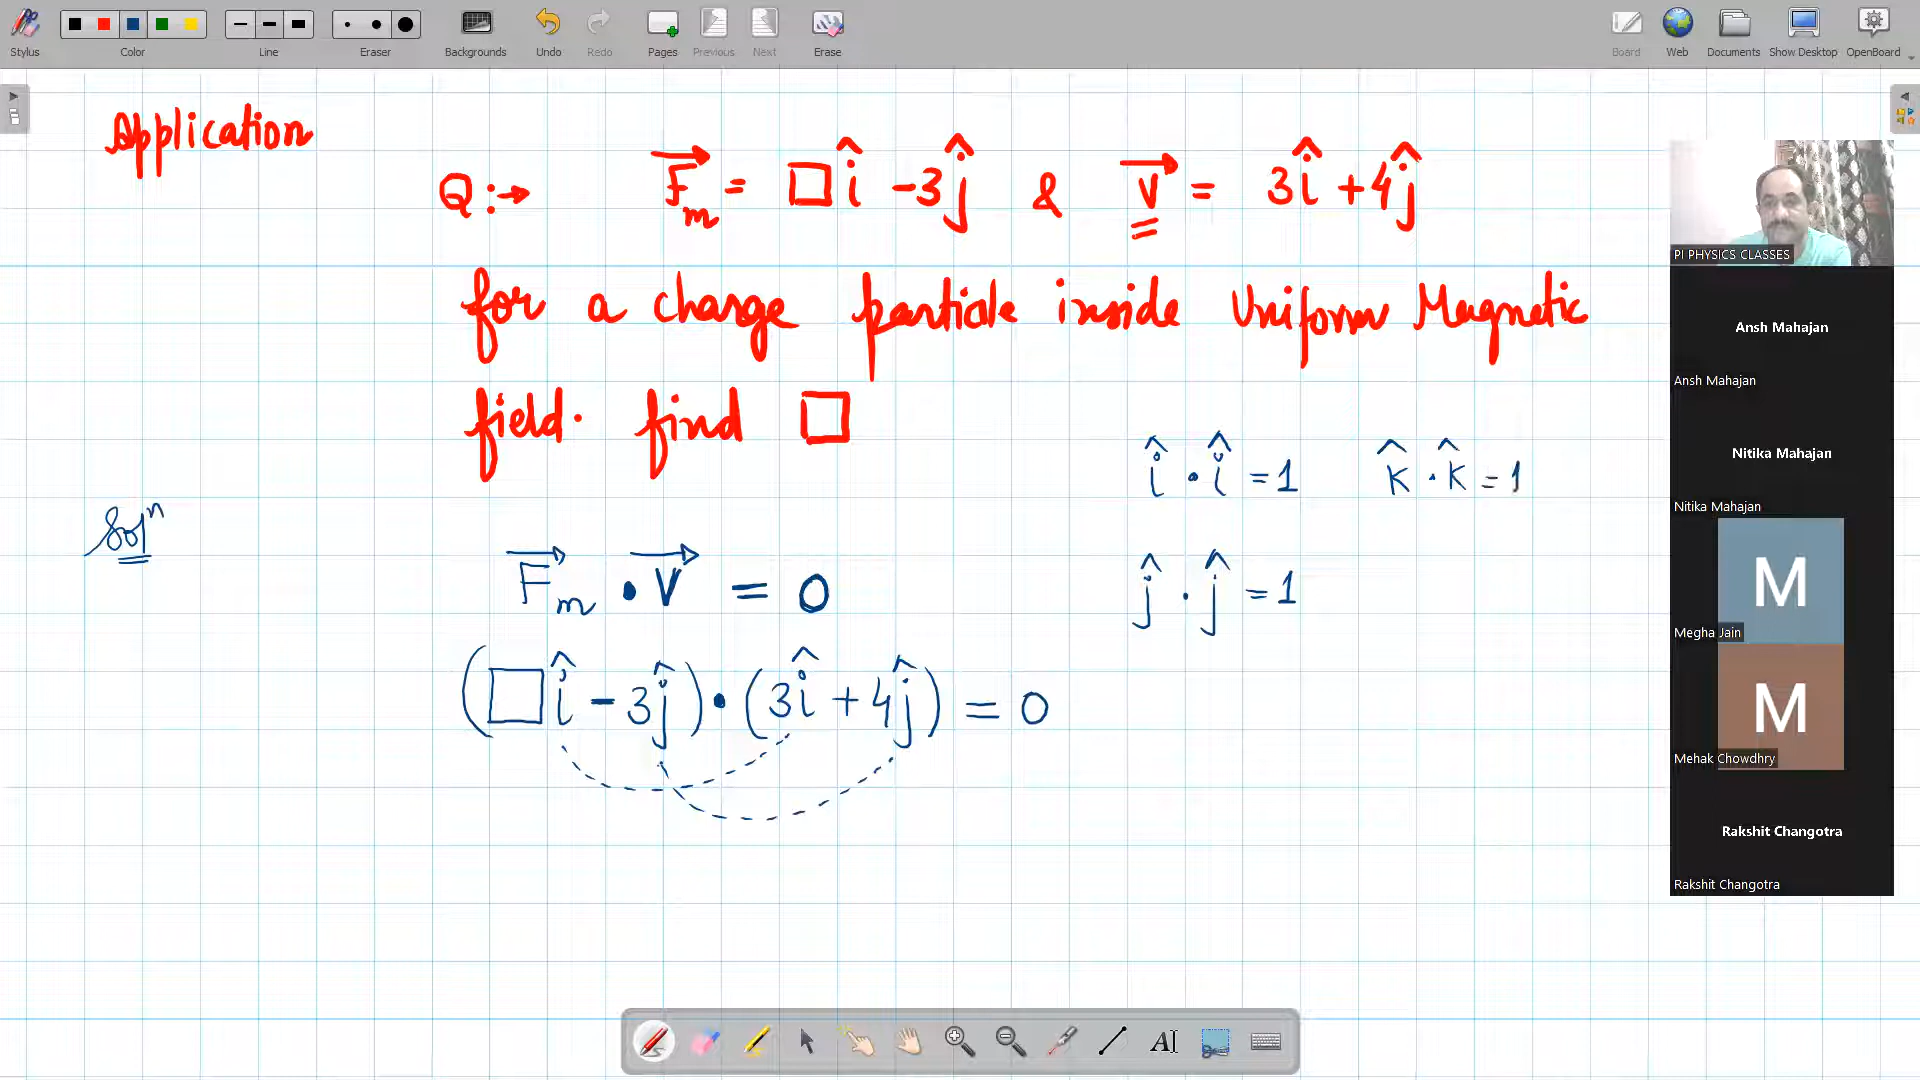 Stylus
Color
Line
Eraser
Backgrounds
Undo
Redo
Pages
Previous
Next
Erase
Board
Web
Documents
Show Desktop
OpenBoard
Application
Q:→ F⃗m = □î -3ĵ & V⃗ = 3î +4ĵ
for a charge particle inside Uniform Magnetic
field. find □
î · î = 1 k̂ · k̂ = 1
Solⁿ
F⃗m · V⃗ = 0
ĵ · ĵ = 1
(□î - 3ĵ) · (3î + 4ĵ) = 0
PI PHYSICS CLASSES
Ansh Mahajan
Ansh Mahajan
Nitika Mahajan
Nitika Mahajan
M
Megha Jain
M
Mehak Chowdhry
Rakshit Changotra
Rakshit Changotra
AI